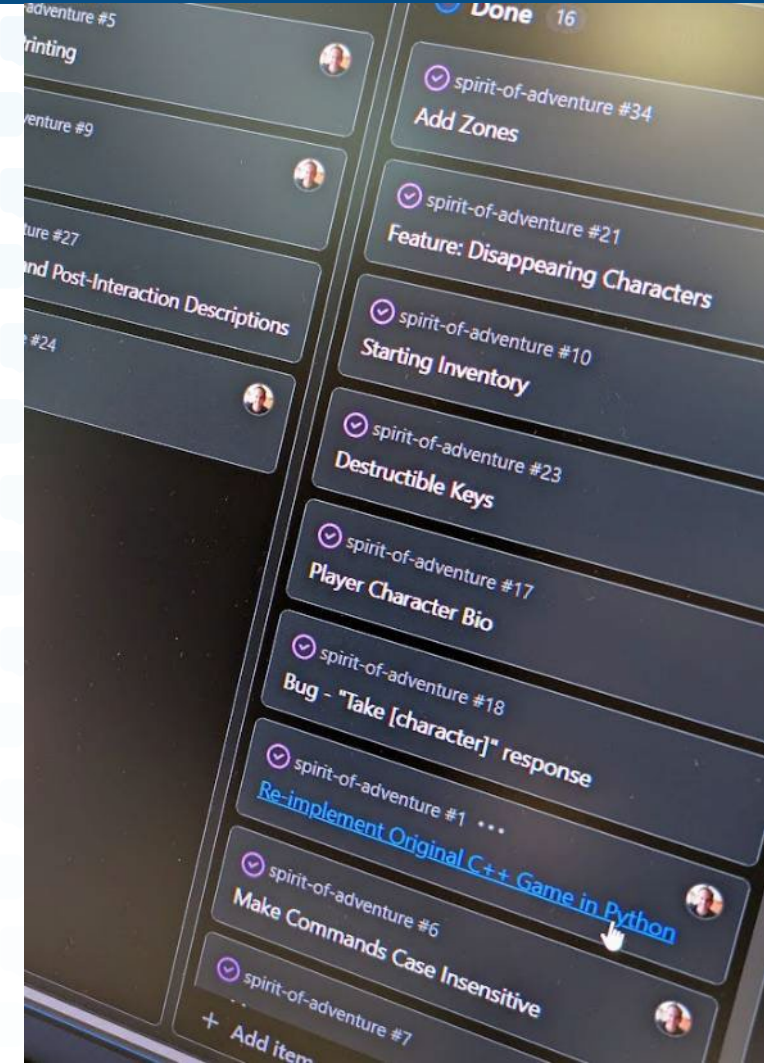 adventure #5
Printing
venture #9
ture #27
nd Post-Interaction Descriptions
#24
Done 16
spirit-of-adventure #34
Add Zones
spirit-of-adventure #21
Feature: Disappearing Characters
spirit-of-adventure #10
Starting Inventory
spirit-of-adventure #23
Destructible Keys
spirit-of-adventure #17
Player Character Bio
spirit-of-adventure #18
Bug - "Take [character]" response
spirit-of-adventure #1 •••
Re-implement Original C++ Game in Python
spirit-of-adventure #6
Make Commands Case Insensitive
spirit-of-adventure #7
+ Add item